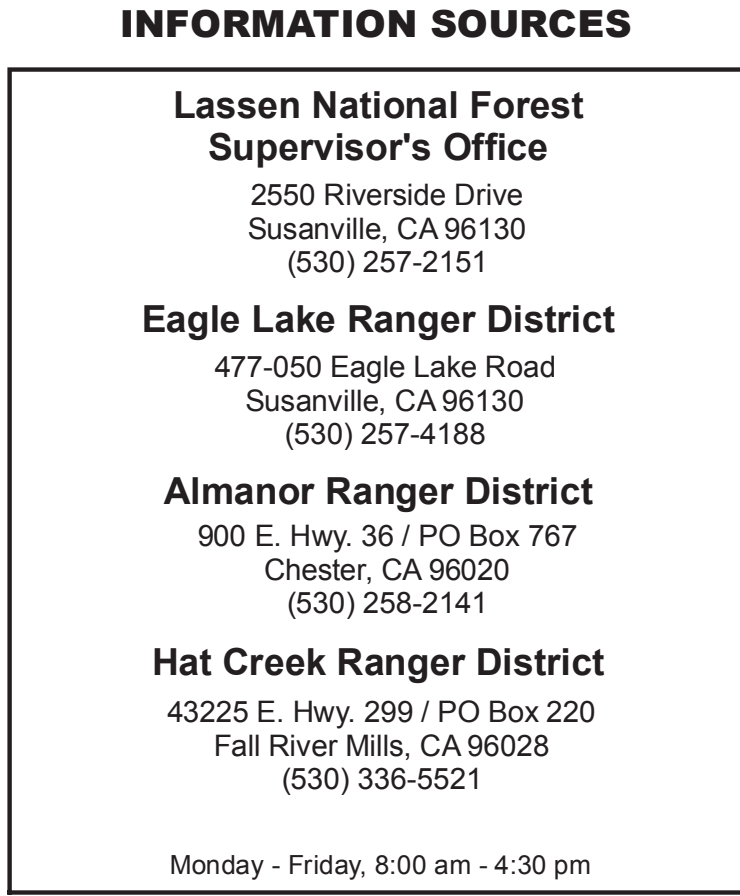 INFORMATION SOURCES
Lassen National Forest
Supervisor's Office
2550 Riverside Drive
Susanville, CA 96130
(530) 257-2151
Eagle Lake Ranger District
477-050 Eagle Lake Road
Susanville, CA 96130
(530) 257-4188
Almanor Ranger District
900 E. Hwy. 36 / PO Box 767
Chester, CA 96020
(530) 258-2141
Hat Creek Ranger District
43225 E. Hwy. 299 / PO Box 220
Fall River Mills, CA 96028
(530) 336-5521
Monday - Friday, 8:00 am - 4:30 pm